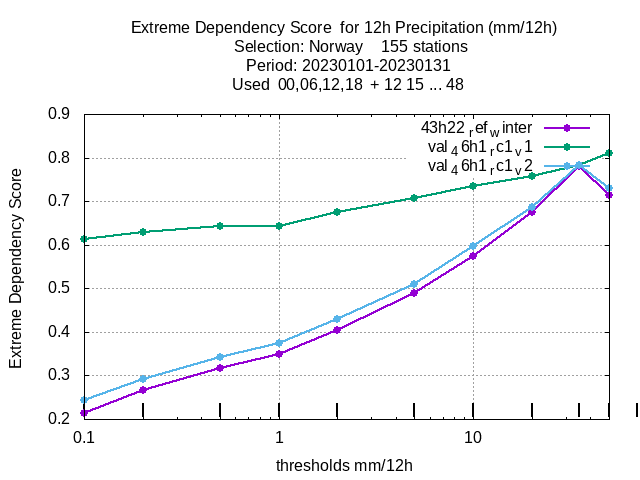 Extreme Dependency Score  for 12h Precipitation (mm/12h)
Selection: Norway    155 stations
Period: 20230101-20230131
Used  00,06,12,18  + 12 15 ... 48
43h22_ref_winter
val_46h1_rc1_v1
val_46h1_rc1_v2
Extreme Dependency Score
0.9
0.8
0.7
0.6
0.5
0.4
0.3
0.2
0.1 1 10
thresholds mm/12h